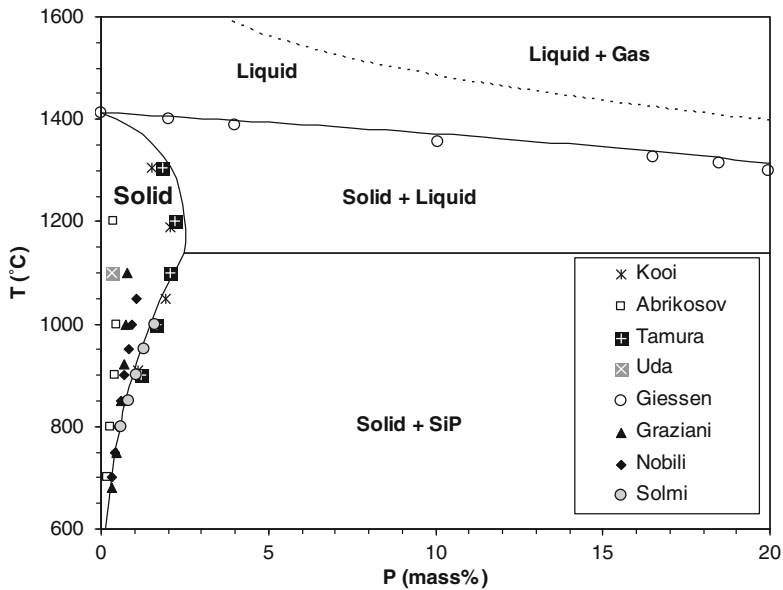 1600
1400
1200
1000
800
600
T (°C)
Liquid
Liquid + Gas
Solid
Solid + Liquid
Solid + SiP
Kooi
Abrikosov
Tamura
Uda
Giessen
Graziani
Nobili
Solmi
0
5
10
15
20
P (mass%)